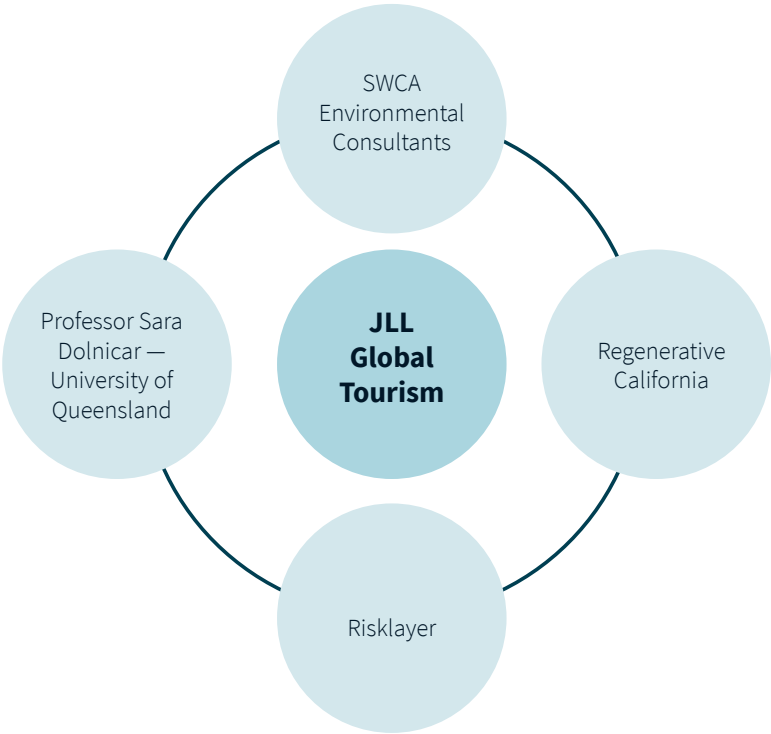 SWCA
Environmental
Consultants
Professor Sara
Dolnicar —
University of
Queensland
JLL
Global
Tourism
Regenerative
California
Risklayer